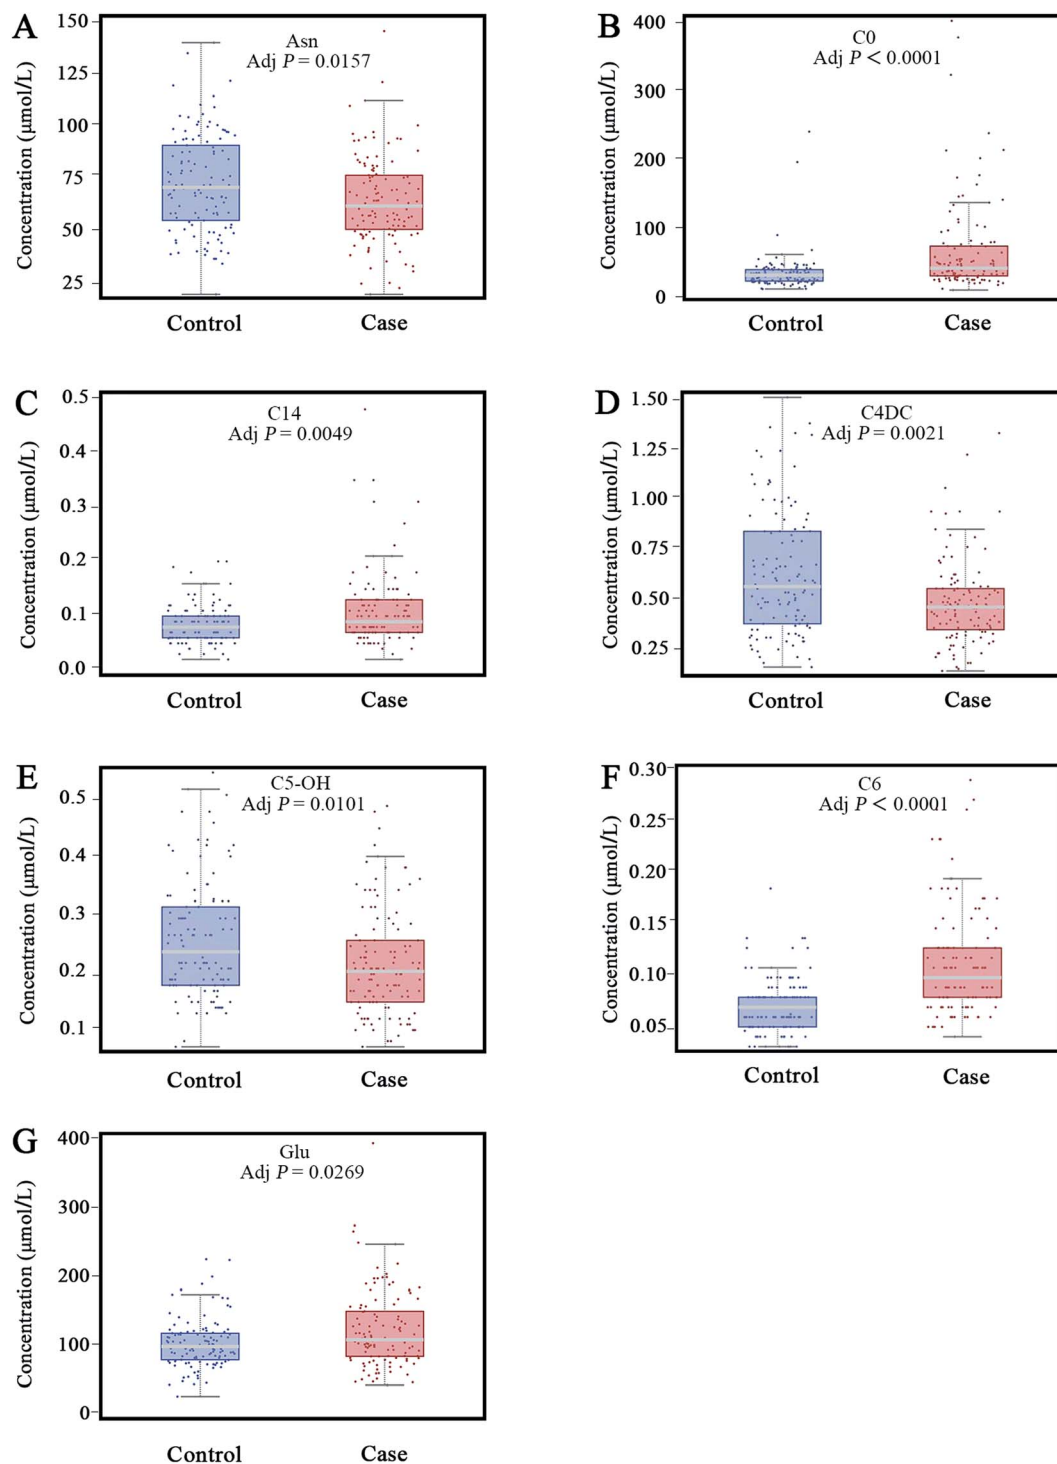 A
Asn
Adj P = 0.0157
Concentration (μmol/L)
150
125
100
75
50
25
Control
Case
B
C0
Adj P < 0.0001
Concentration (μmol/L)
400
300
200
100
0
Control
Case
C
C14
Adj P = 0.0049
Concentration (μmol/L)
0.5
0.4
0.3
0.2
0.1
0.0
Control
Case
D
C4DC
Adj P = 0.0021
Concentration (μmol/L)
1.50
1.25
1.00
0.75
0.50
0.25
Control
Case
E
C5-OH
Adj P = 0.0101
Concentration (μmol/L)
0.5
0.4
0.3
0.2
0.1
Control
Case
F
C6
Adj P < 0.0001
Concentration (μmol/L)
0.30
0.25
0.20
0.15
0.10
0.05
Control
Case
G
Glu
Adj P = 0.0269
Concentration (μmol/L)
400
300
200
100
0
Control
Case